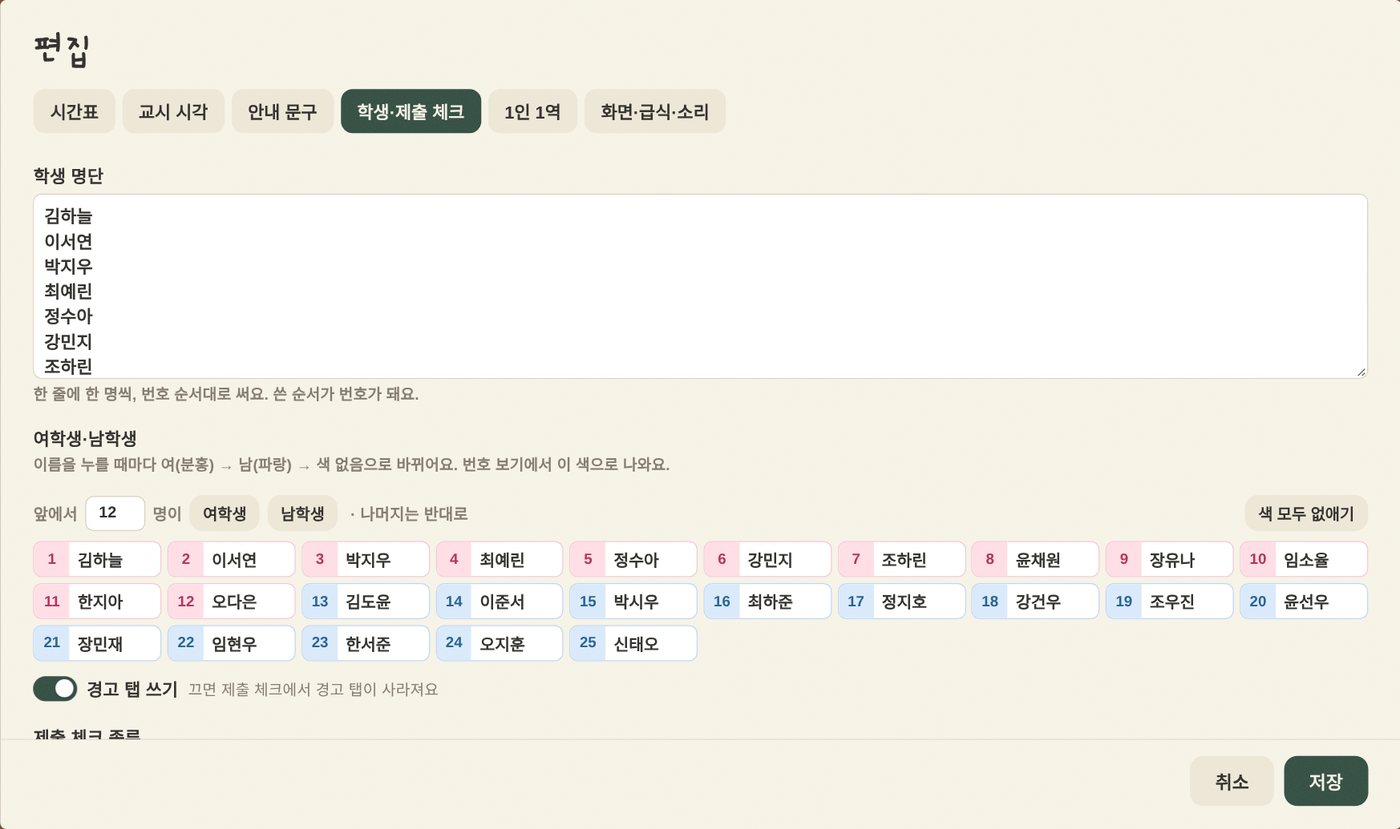 편집
시간표 교시 시각 안내 문구 학생·제출 체크 1인 1역 화면·급식·소리
학생 명단
김하늘
이서연
박지우
최예린
정수아
강민지
조하린
한 줄에 한 명씩, 번호 순서대로 써요. 쓴 순서가 번호가 돼요.
여학생·남학생
이름을 누를 때마다 여(분홍) → 남(파랑) → 색 없음으로 바뀌어요. 번호 보기에서 이 색으로 나와요.
앞에서 12 명이 여학생 남학생 · 나머지는 반대로 색 모두 없애기
1 김하늘 2 이서연 3 박지우 4 최예린 5 정수아 6 강민지 7 조하린 8 윤채원 9 장유나 10 임소율
11 한지아 12 오다은 13 김도윤 14 이준서 15 박시우 16 최하준 17 정지호 18 강건우 19 조우진 20 윤선우
21 장민재 22 임현우 23 한서준 24 오지훈 25 신태오
경고 탭 쓰기 끄면 제출 체크에서 경고 탭이 사라져요
제출 체크 종류
취소 저장